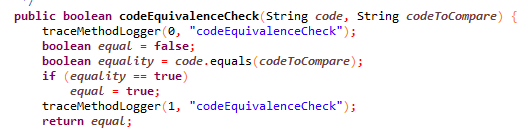 */
public boolean codeEquivalenceCheck(String code, String codeToCompare) {
traceMethodLogger(0, "codeEquivalenceCheck");
boolean equal = false;
boolean equality = code.equals(codeToCompare);
if (equality == true)
equal = true;
traceMethodLogger(1, "codeEquivalenceCheck");
return equal;